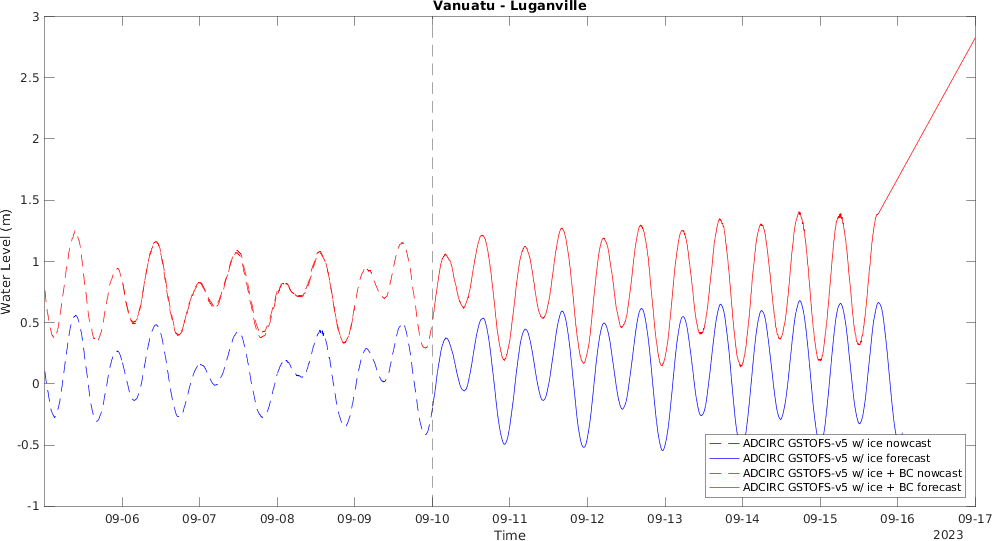 Vanuatu - Luganville
3
2.5
2
1.5
1
0.5
0
-0.5
-1
Water Level (m)
ADCIRC GSTOFS-v5 w/ ice nowcast
ADCIRC GSTOFS-v5 w/ ice forecast
ADCIRC GSTOFS-v5 w/ ice + BC nowcast
ADCIRC GSTOFS-v5 w/ ice + BC forecast
09-06 09-07 09-08 09-09 09-10 09-11 09-12 09-13 09-14 09-15 09-16 09-17
Time
2023